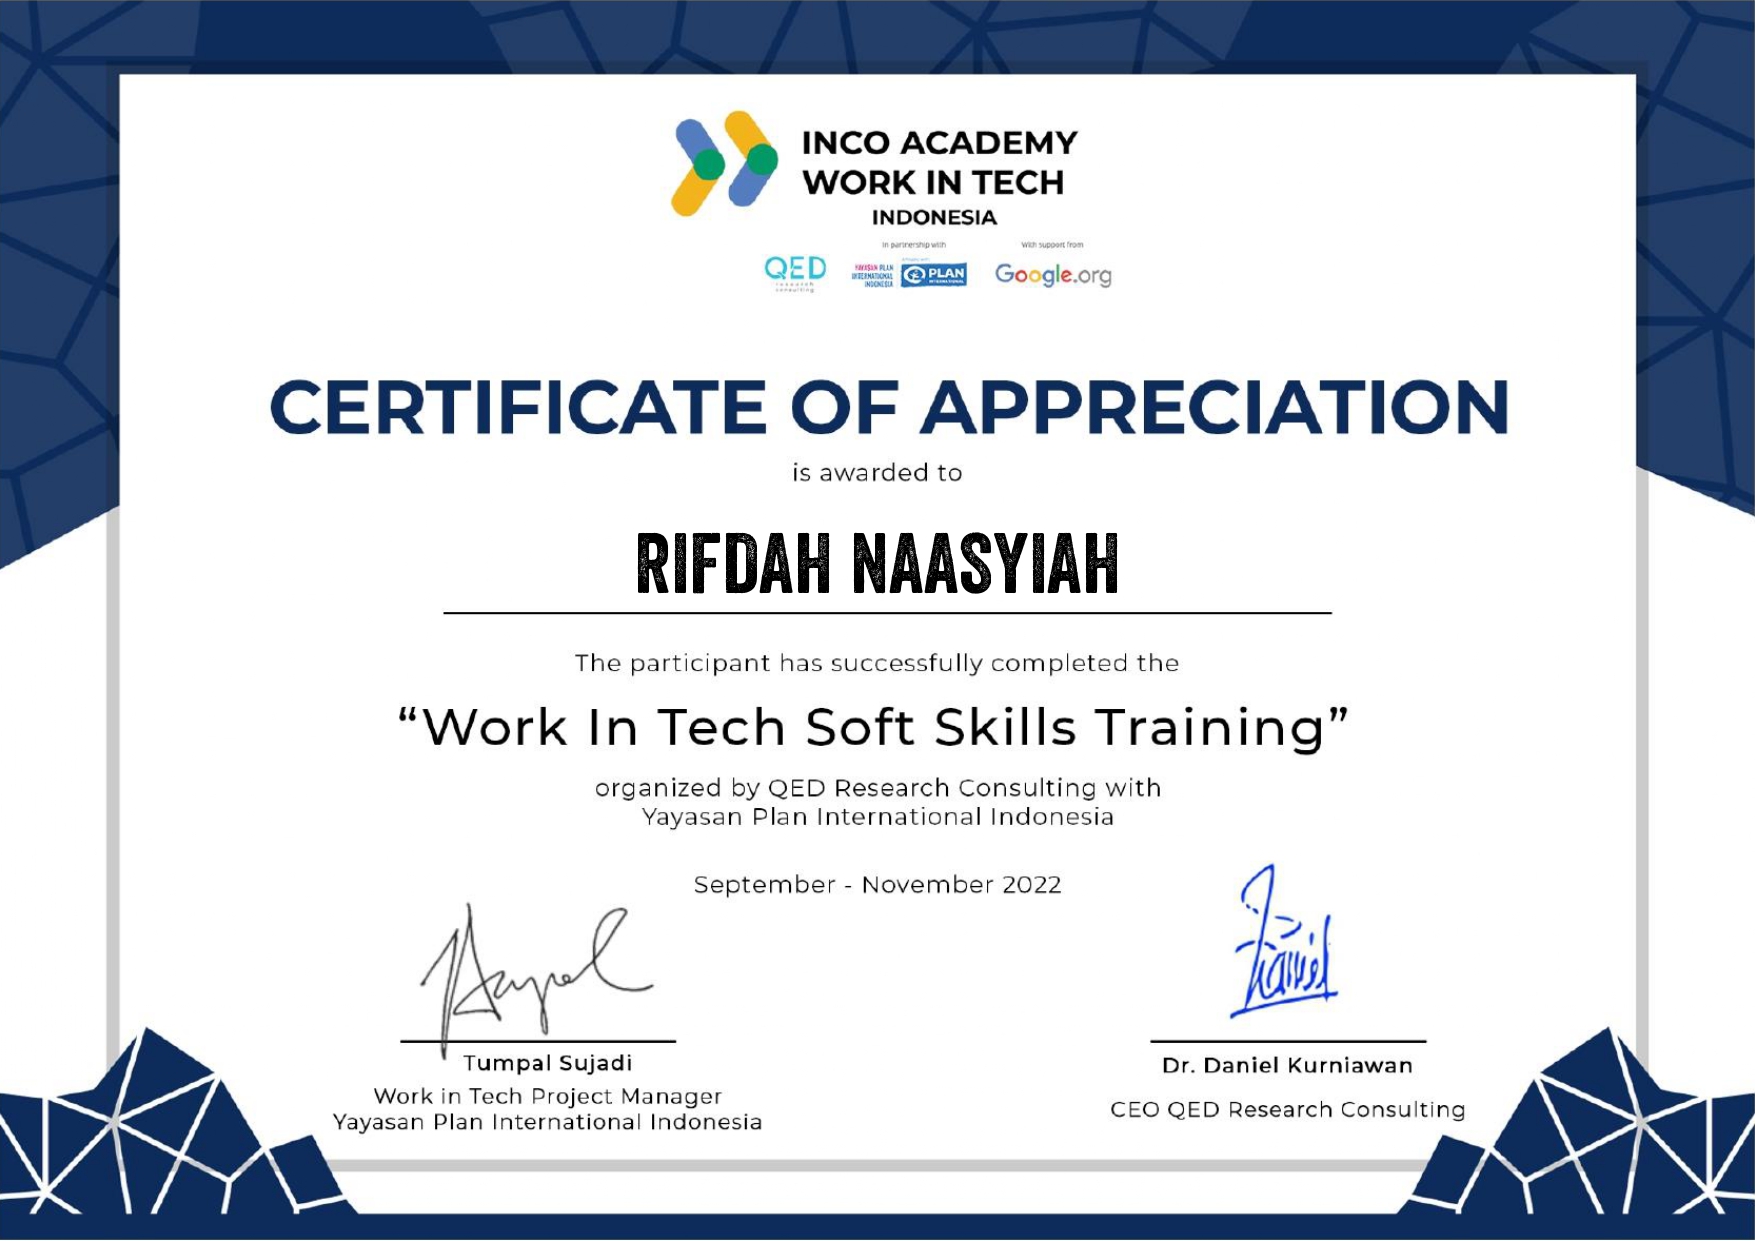 INCO ACADEMY
WORK IN TECH
INDONESIA
In partnership with
With support from
QED
research
consulting
YAYASAN PLAN
INTERNATIONAL
INDONESIA
PLAN
INTERNATIONAL
Google.org
CERTIFICATE OF APPRECIATION
is awarded to
RIFDAH NAASYIAH
The participant has successfully completed the
“Work In Tech Soft Skills Training”
organized by QED Research Consulting with
Yayasan Plan International Indonesia
September - November 2022
Daniel
Tumpal Sujadi
Work in Tech Project Manager
Yayasan Plan International Indonesia
Dr. Daniel Kurniawan
CEO QED Research Consulting